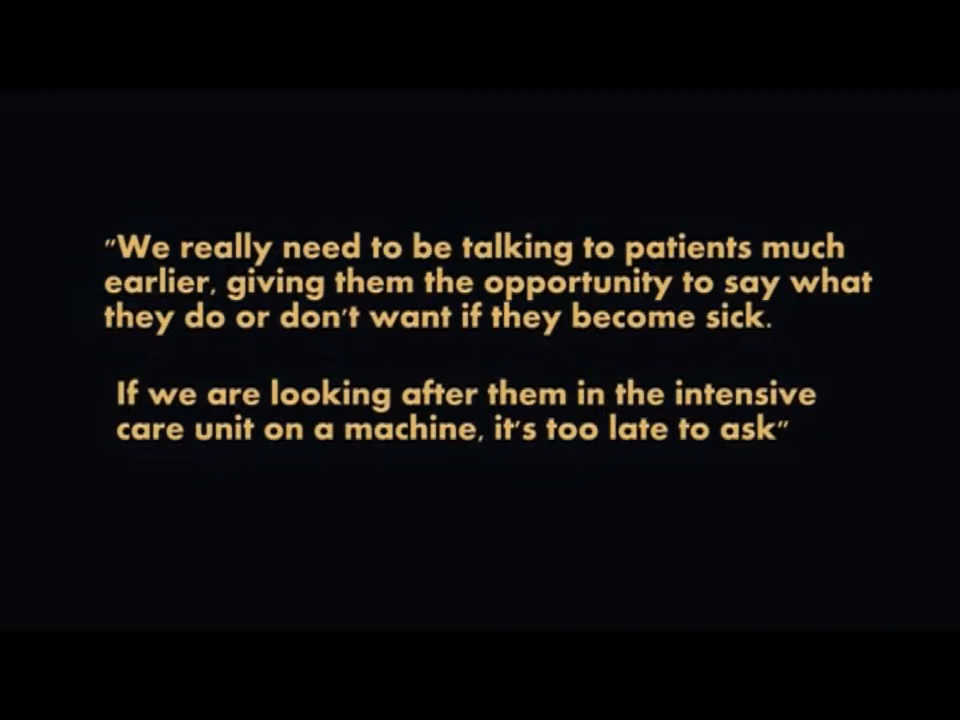 "We really need to be talking to patients much
earlier, giving them the opportunity to say what
they do or don't want if they become sick.
If we are looking after them in the intensive
care unit on a machine, it's too late to ask"